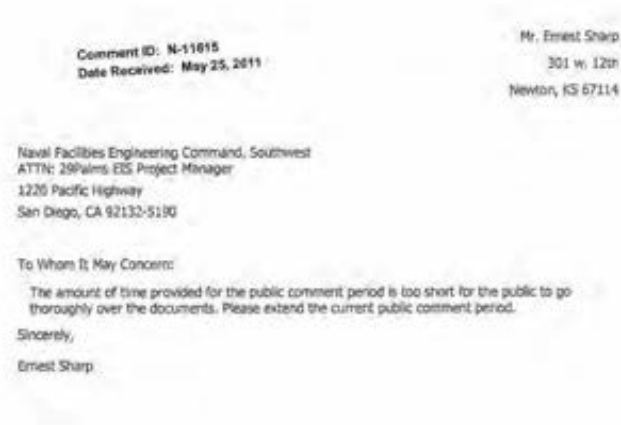 Comment ID: N-11615
Date Received: May 25, 2011
Mr. Ernest Sharp
301 w. 12th
Newton, KS 67114
Naval Facilities Engineering Command, Southwest
ATTN: 29Palms EIS Project Manager
1220 Pacific Highway
San Diego, CA 92132-5190
To Whom It May Concern:
The amount of time provided for the public comment period is too short for the public to go
thoroughly over the documents. Please extend the current public comment period.
Sincerely,
Ernest Sharp